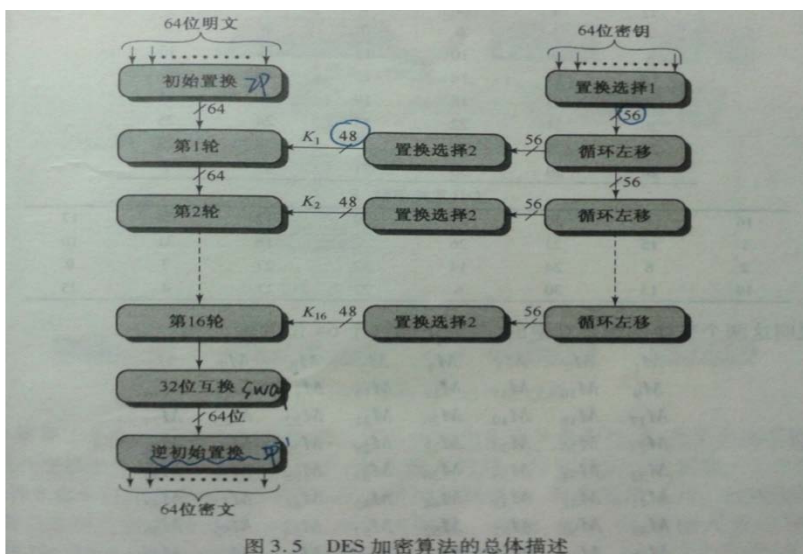 64位明文 64位密钥
初始置换 IP 置换选择1
64 56
第1轮 K1 48 置换选择2 56 循环左移
64 56
第2轮 K2 48 置换选择2 56 循环左移
第16轮 K16 48 置换选择2 56 循环左移
32位互换 swap
64位
逆初始置换
64位密文
图 3.5 DES 加密算法的总体描述